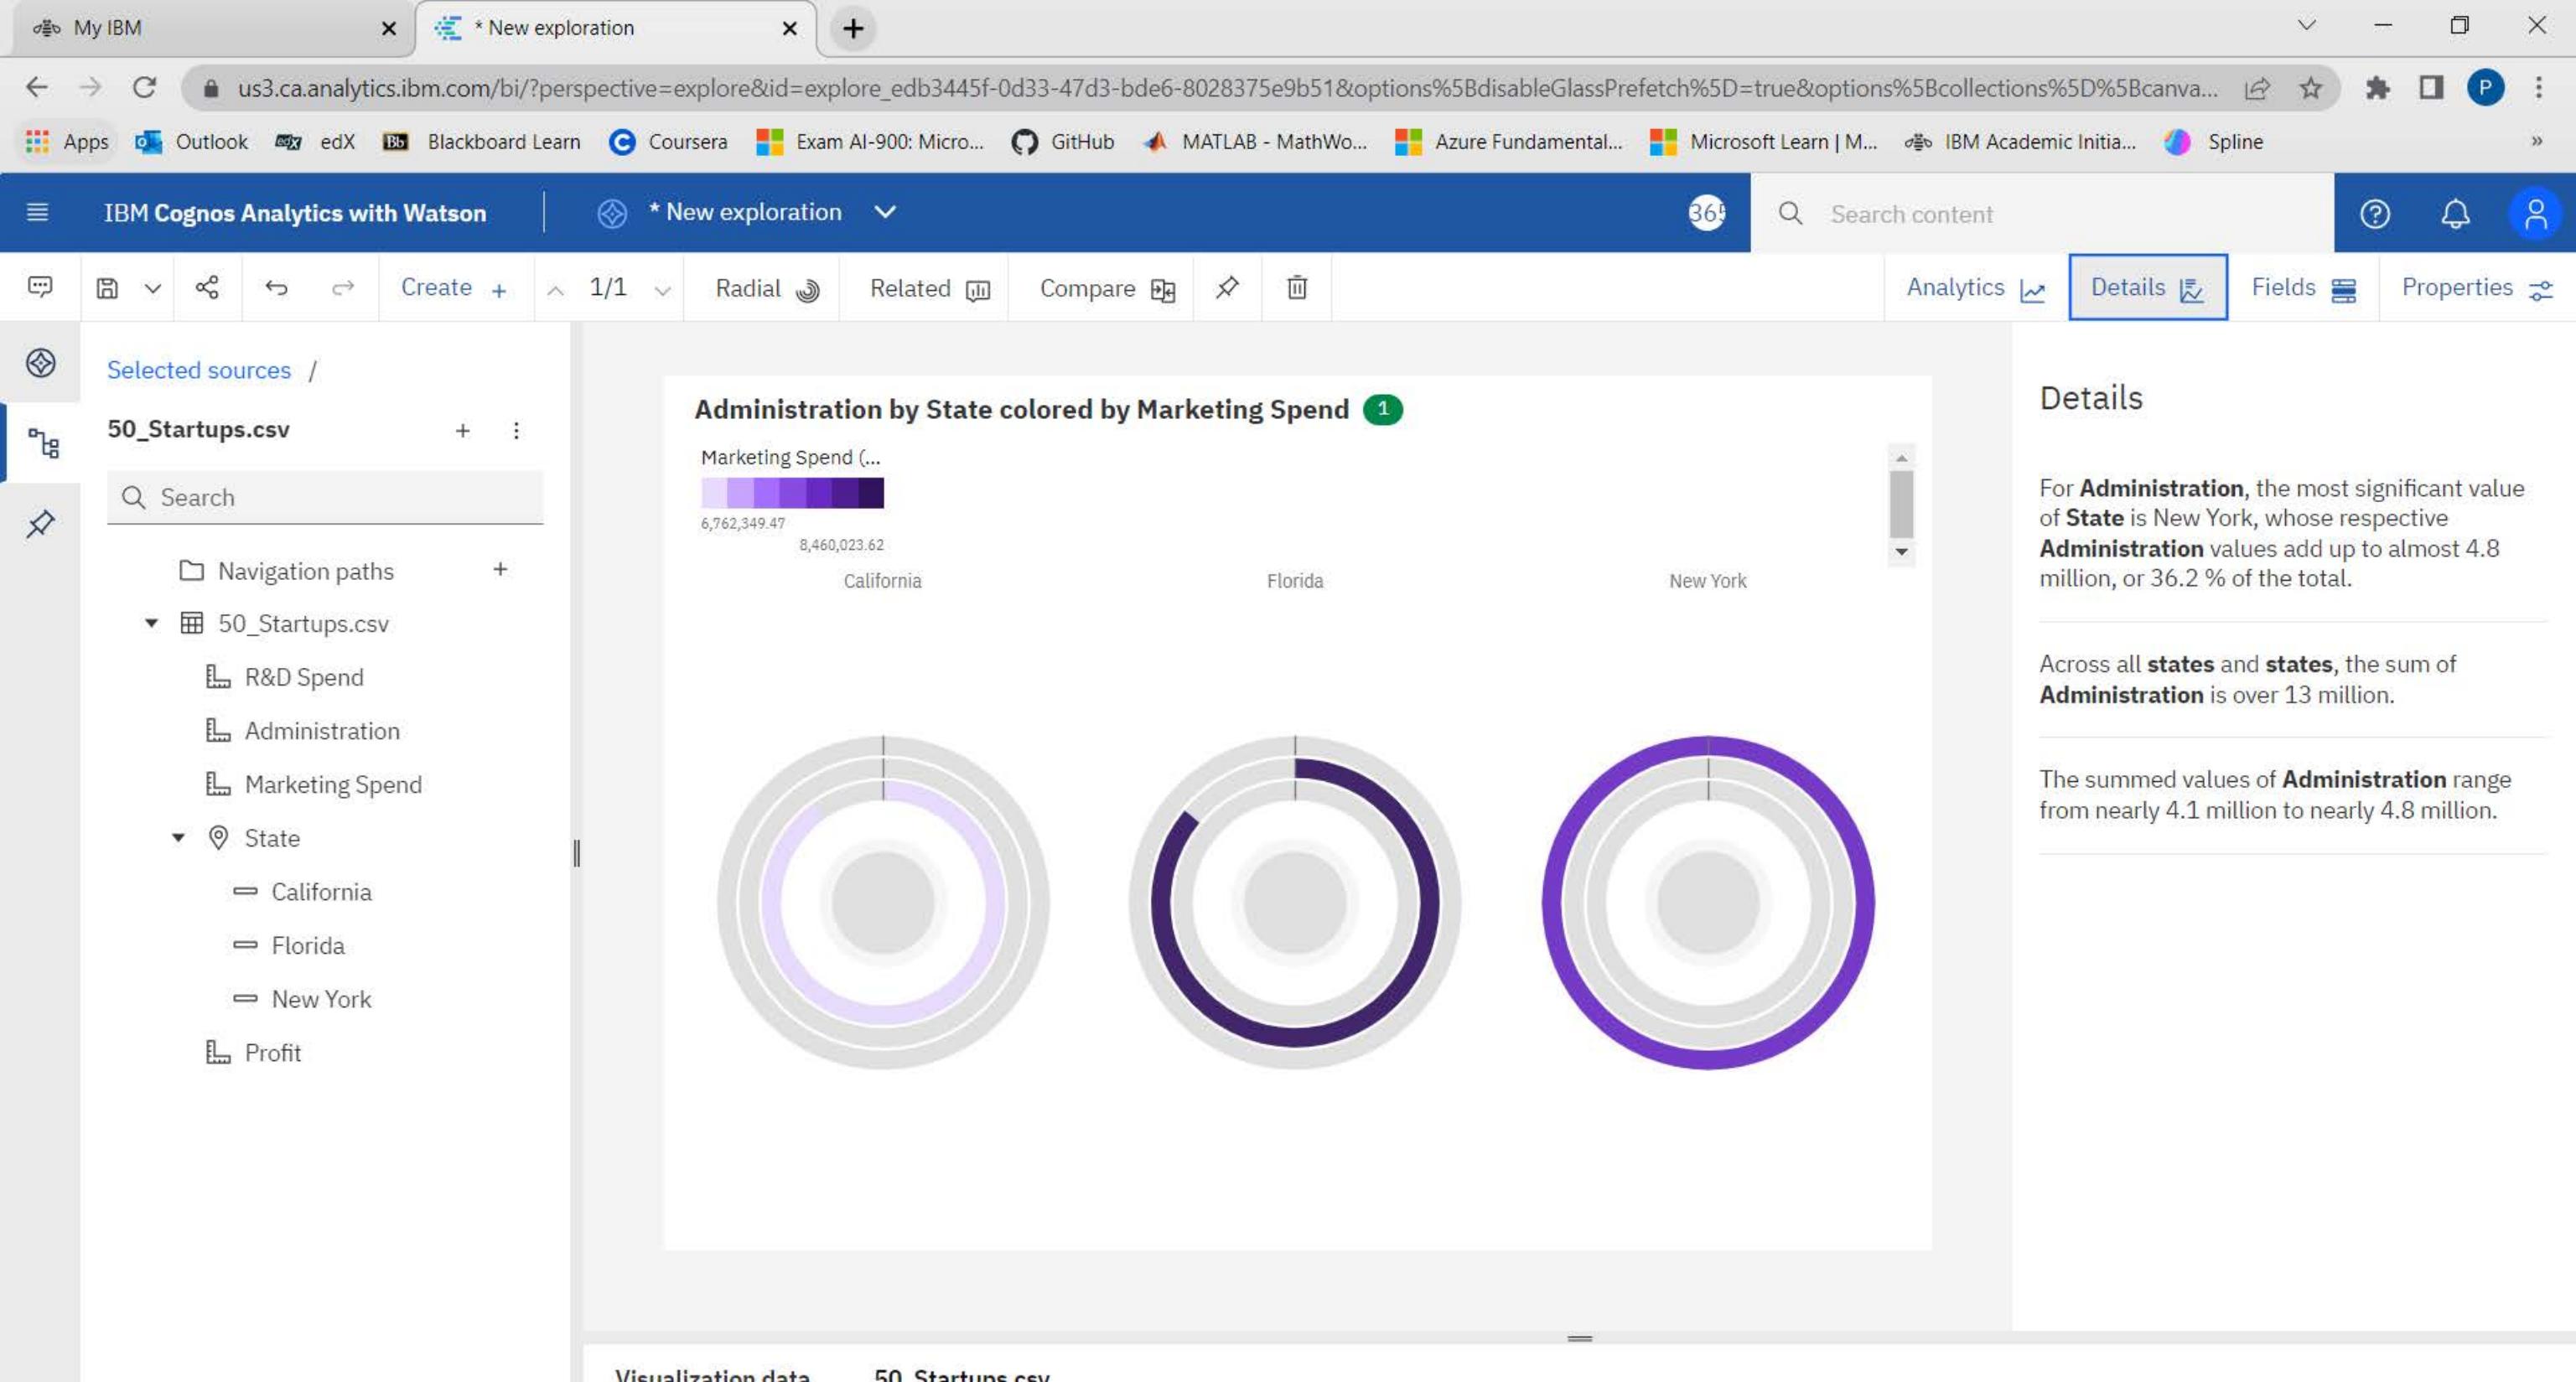 My IBM
* New exploration
us3.ca.analytics.ibm.com/bi/?perspective=explore&id=explore_edb3445f-0d33-47d3-bde6-8028375e9b51&options%5BdisableGlassPrefetch%5D=true&options%5Bcollections%5D%5Bcanva...
P
Apps
Outlook
edX
Blackboard Learn
Coursera
Exam AI-900: Micro...
GitHub
MATLAB - MathWo...
Azure Fundamental...
Microsoft Learn | M...
IBM Academic Initia...
Spline
»
IBM Cognos Analytics with Watson
* New exploration
365
Search content
Create +
1/1
Radial
Related
Compare
Analytics
Details
Fields
Properties
Selected sources /
50_Startups.csv
Search
Navigation paths
50_Startups.csv
R&D Spend
Administration
Marketing Spend
State
California
Florida
New York
Profit
Administration by State colored by Marketing Spend 1
Marketing Spend (...
6,762,349.47
8,460,023.62
California
Florida
New York
Details
For Administration, the most significant value
of State is New York, whose respective
Administration values add up to almost 4.8
million, or 36.2 % of the total.
Across all states and states, the sum of
Administration is over 13 million.
The summed values of Administration range
from nearly 4.1 million to nearly 4.8 million.
Visualization data
50_Startups.csv